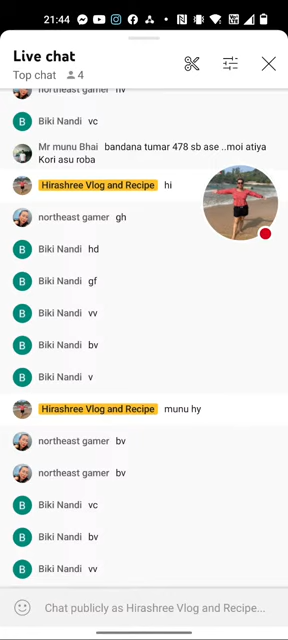 21:44
Live chat
Top chat 4
northeast gamer
Biki Nandi vc
Mr munu Bhai bandana tumar 478 sb ase ..moi atiya
Kori asu roba
Hirashree Vlog and Recipe hi
northeast gamer gh
Biki Nandi hd
Biki Nandi gf
Biki Nandi vv
Biki Nandi bv
Biki Nandi v
Hirashree Vlog and Recipe munu hy
northeast gamer bv
northeast gamer bv
Biki Nandi vc
Biki Nandi bv
Biki Nandi vv
Chat publicly as Hirashree Vlog and Recipe...